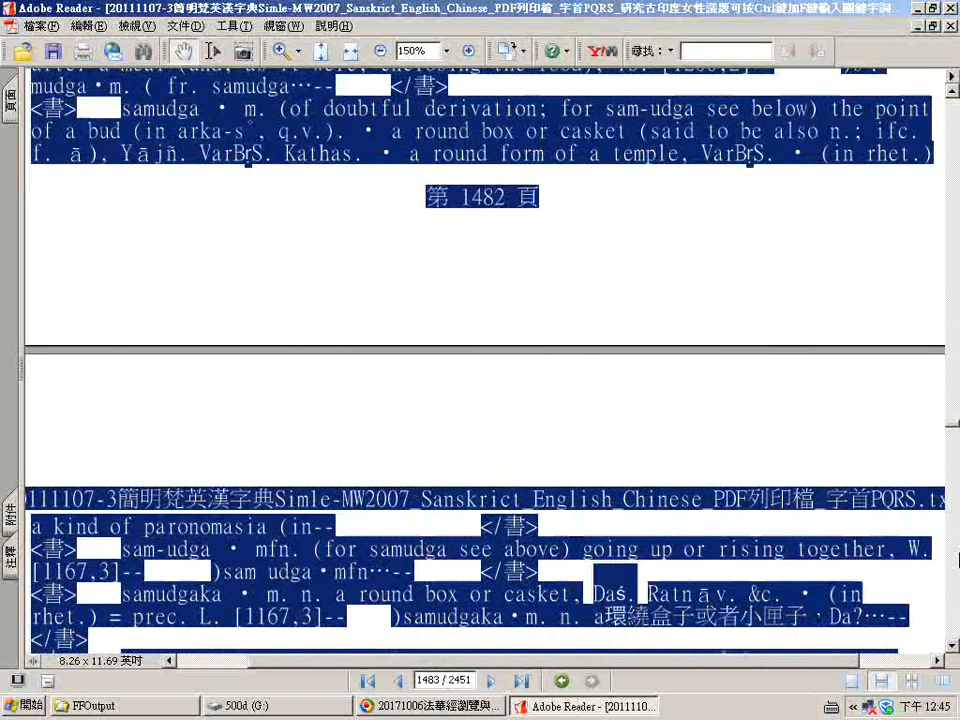 Adobe Reader - [20111107-3簡明梵英漢字典Simle-MW2007_Sanskrict_English_Chinese_PDF列印檔_字首PQRS_研究古印度女性議題可按Ctrl鍵加F鍵輸入關鍵字詞
檔案(F) 編輯(E) 檢視(V) 文件(D) 工具(T) 視窗(W) 說明(H)
150% 尋找：
頁面
mudga·m. ( fr. samudga…-- </書>
<書> samudga · m. (of doubtful derivation; for sam-udga see below) the point
of a bud (in arka-s°, q.v.). · a round box or casket (said to be also n.; ifc.
f. ā), Yājñ. VarBṛS. Kathas. · a round form of a temple, VarBṛS. · (in rhet.)
第 1482 頁
111107-3簡明梵英漢字典Simle-MW2007_Sanskrict_English_Chinese_PDF列印檔_字首PQRS.tx
a kind of paronomasia (in-- </書>
<書> sam-udga · mfn. (for samudga see above) going up or rising together, W.
[1167,3]-- )sam udga·mfn…-- </書>
<書> samudgaka · m. n. a round box or casket, Daś. Ratnāv. &c. · (in
rhet.) = prec. L. [1167,3]-- )samudgaka·m. n. a環繞盒子或者小匣子，Da?…--
</書>
附件
注釋
8.26 x 11.69 英吋
1483 / 2451
開始 FFOutput 500d (G:) 20171006法華經瀏覽與... Adobe Reader - [2011110... 下午 12:45